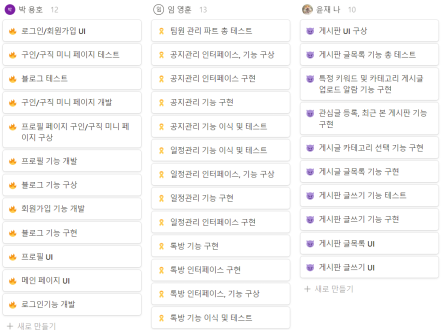 박 용호 12
로그인/회원가입 UI
구인/구직 미니 페이지 테스트
블로그 테스트
구인/구직 미니 페이지 개발
프로필 페이지 구인/구직 미니 페
이지 구상
프로필 기능 개발
블로그 기능 구상
회원가입 기능 개발
블로그 기능 구현
프로필 UI
메인 페이지 UI
로그인기능 개발
+ 새로 만들기
임 임 영훈 13
팀원 관리 파트 총 테스트
공지관리 인터페이스, 기능 구상
공지관리 인터페이스 구현
공지관리 기능 구현
공지관리 기능 이식 및 테스트
일정관리 기능 이식 및 테스트
일정관리 인터페이스, 기능 구상
일정관리 기능 구현
일정관리 인터페이스 구현
톡방 기능 구현
톡방 인터페이스 구현
톡방 인터페이스, 기능 구상
톡방 기능 이식 및 테스트
윤재 나 10
게시판 UI 구상
게시판 글목록 기능 총 테스트
특정 키워드 및 카테고리 게시글
업로드 알람 기능 구현
관심글 등록, 최근 본 게시판 기능
구현
게시글 카테고리 선택 기능 구현
게시글 글목록 기능 구현
게시판 글쓰기 기능 테스트
게시판 글쓰기 기능 구현
게시판 글목록 UI
게시판 글쓰기 UI
+ 새로 만들기